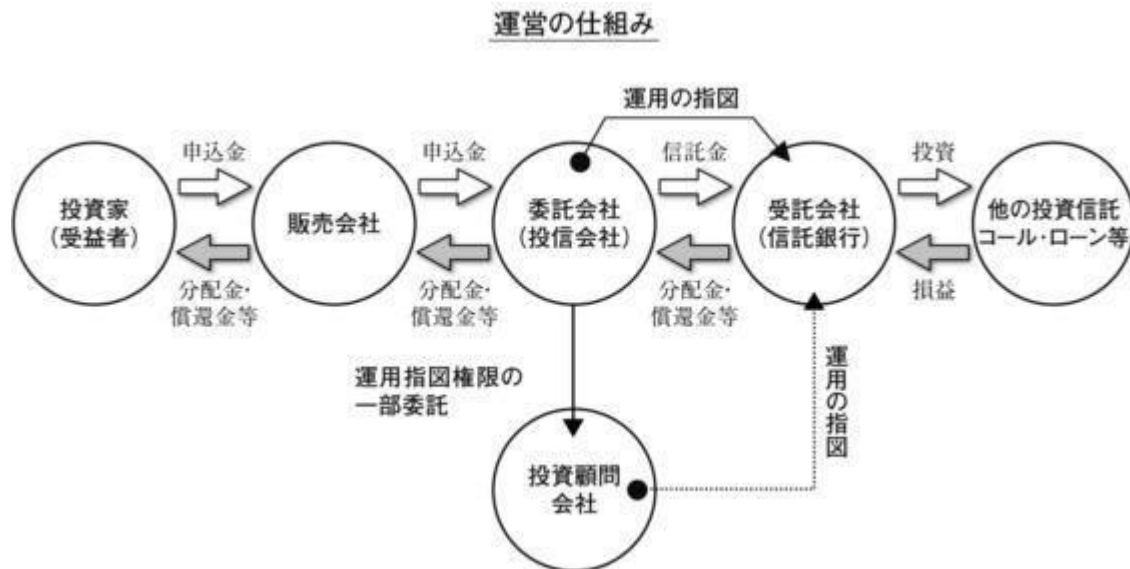 運営の仕組み
運用の指図
申込金
申込金
信託金
投資
投資家
(受益者)
販売会社
委託会社
(投信会社)
受託会社
(信託銀行)
他の投資信託
コール・ローン等
分配金・
償還金等
分配金・
償還金等
分配金・
償還金等
損益
運用指図権限の
一部委託
運用の指図
投資顧問
会社